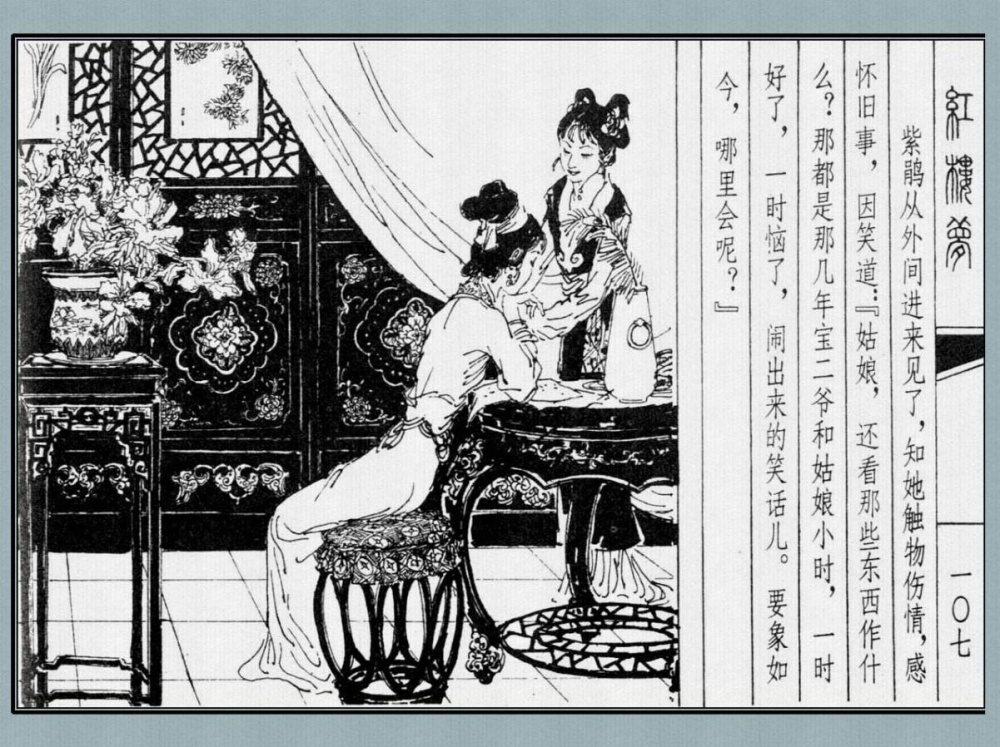 红楼梦
一〇七
紫鹃从外间进来见了，知她触物伤情，感
怀旧事，因笑道：『姑娘，还看那些东西作什
么？那都是那几年宝二爷和姑娘小时，一时
好了，一时恼了，闹出来的笑话儿。要象如
今，哪里会呢？』